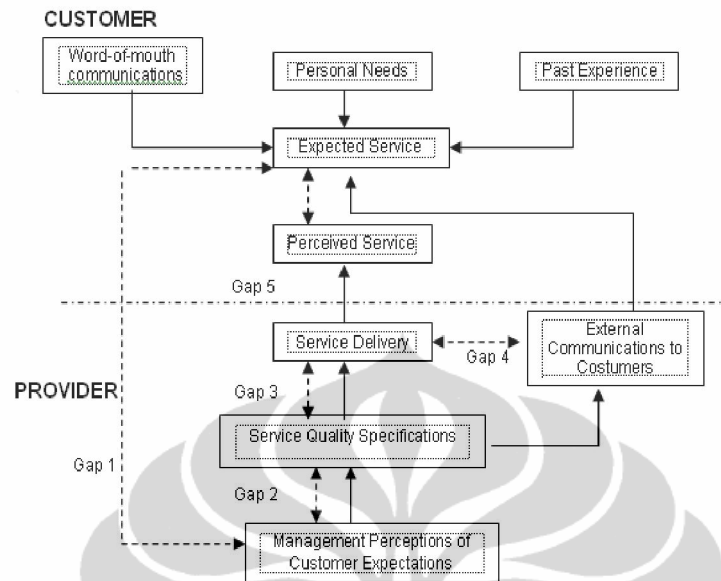 CUSTOMER
Word-of-mouth
communications
Personal Needs
Past Experience
Expected Service
Perceived Service
Gap 5
Service Delivery
Gap 4
External
Communications to
Costumers
PROVIDER
Gap 3
Service Quality Specifications
Gap 1
Gap 2
Management Perceptions of
Customer Expectations